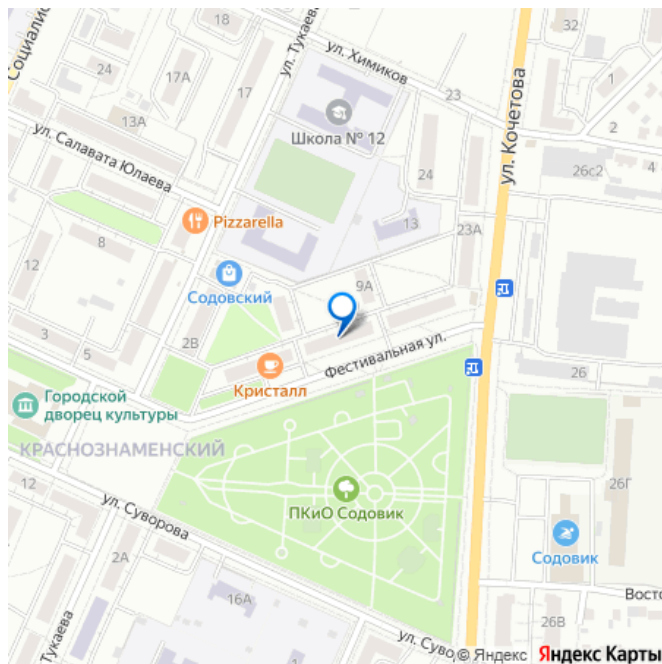 Социалис
18
ул. Тукаева
ул. Химиков
24
17А
17
13А
23
ул. Кочетова
1
2
Школа № 12
ул. Салавата Юлаева
24
26с2
4
Pizzarella
13
8
23А
12
Содовский
9А
3
2В
5
Фестивальная ул.
Кристалл
26
Городской
дворец культуры
КРАСНОЗНАМЕНСКИЙ
12
ПКиО Содовик
26Г
ул. Суворова
2А
Содовик
16А
Восто
Тукаева
26В
ул. Суво
© Яндекс
Яндекс Карты